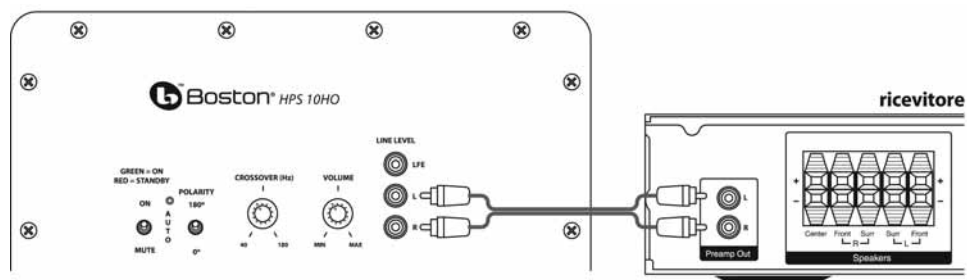 Boston® HPS 10HO
GREEN = ON
RED = STANDBY
ON
AUTO
MUTE
POLARITY
180°
0°
CROSSOVER (Hz)
40 180
VOLUME
MIN MAX
LINE LEVEL
LFE
L
R
ricevitore
L
R
Preamp Out
+ +
– –
Center Front Surr Surr Front
R L
Speakers